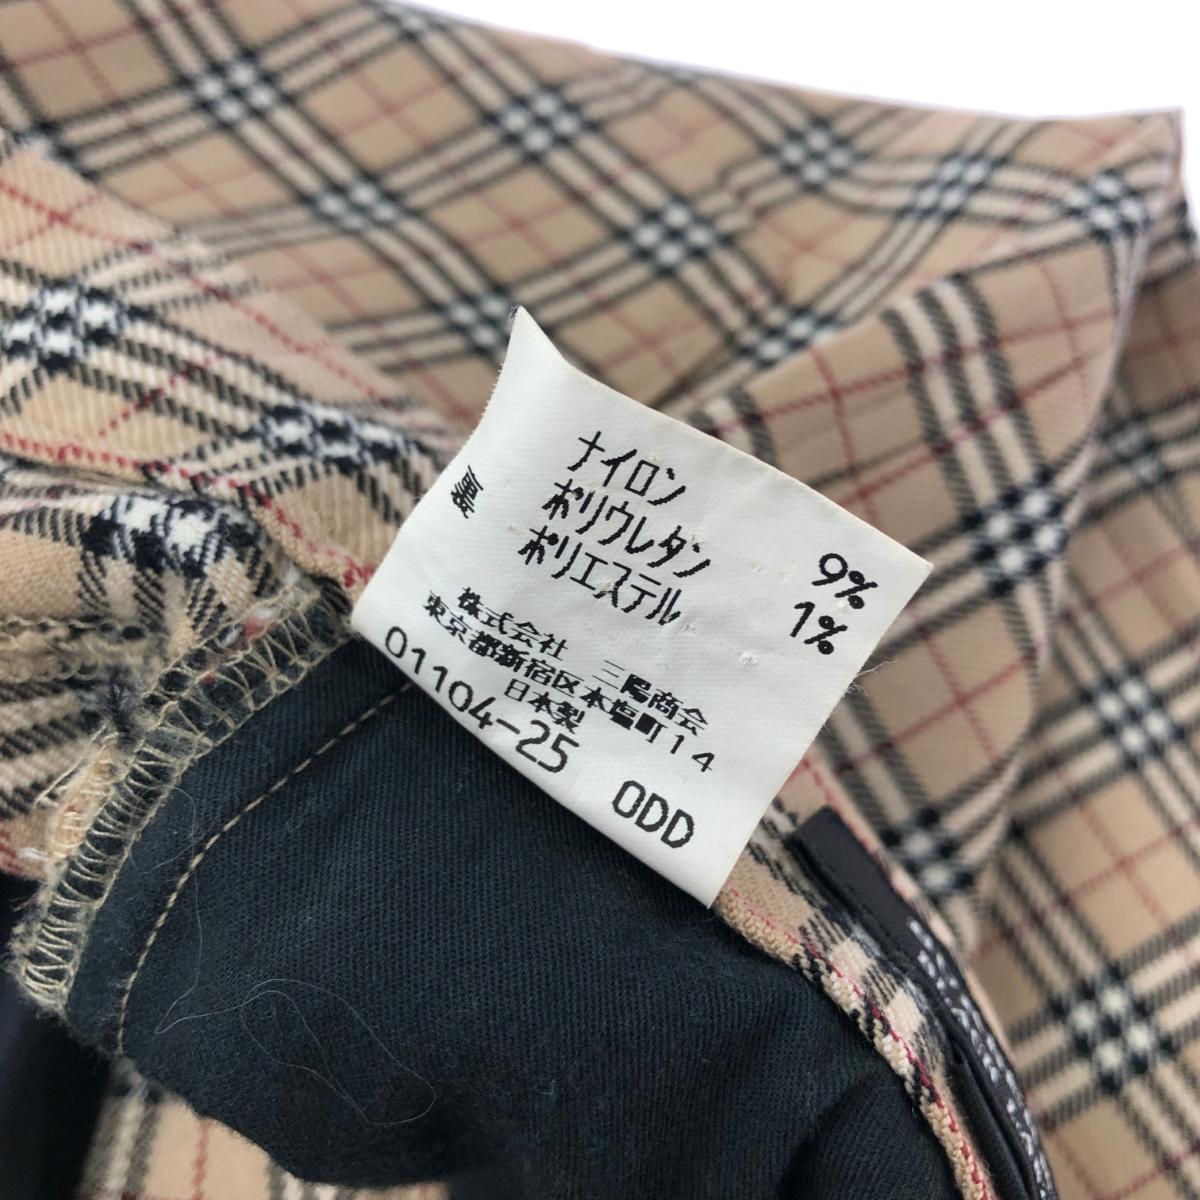 ナイロン 9%
ポリウレタン 1%
裏 ポリエステル
株式会社 三陽商会
東京都新宿区本塩町14
日本製
01104-25 ODD